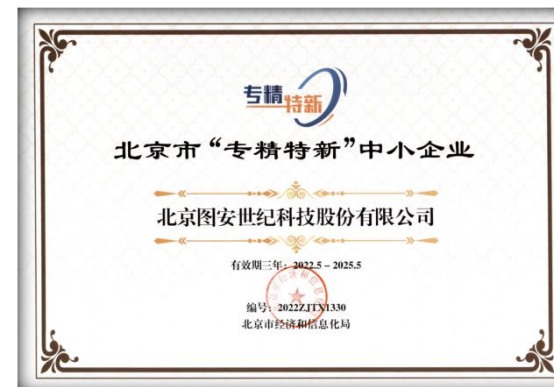 专精
特新
北京市“专精特新”中小企业
北京图安世纪科技股份有限公司
有效期三年：2022.5 – 2025.5
编号：2022ZJTX1330
北京市经济和信息化局